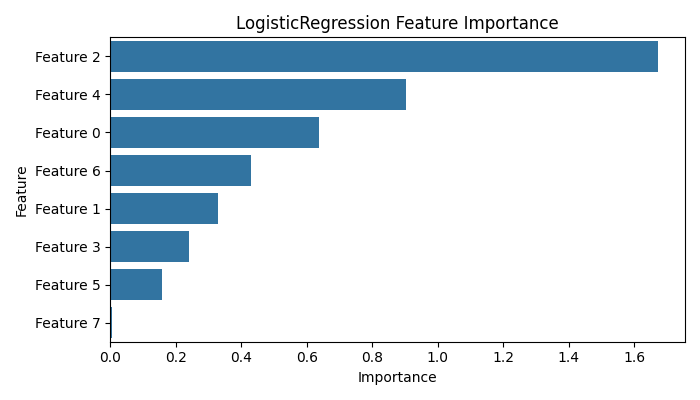 LogisticRegression Feature Importance
Feature
Feature 2
Feature 4
Feature 0
Feature 6
Feature 1
Feature 3
Feature 5
Feature 7
0.0 0.2 0.4 0.6 0.8 1.0 1.2 1.4 1.6
Importance